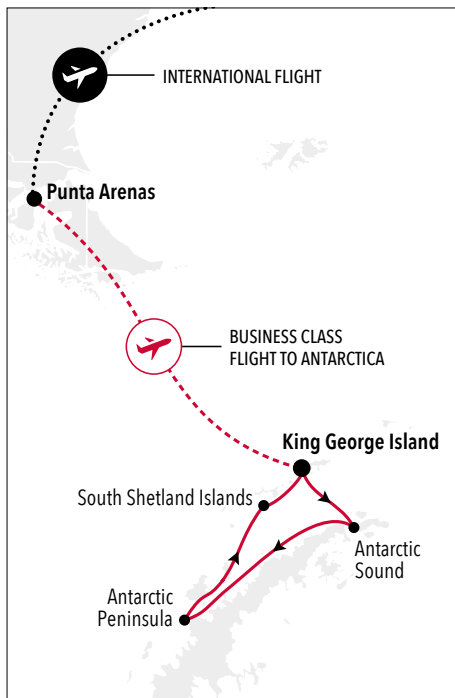 INTERNATIONAL FLIGHT
Punta Arenas
BUSINESS CLASS
FLIGHT TO ANTARCTICA
King George Island
South Shetland Islands
Antarctic
Sound
Antarctic
Peninsula